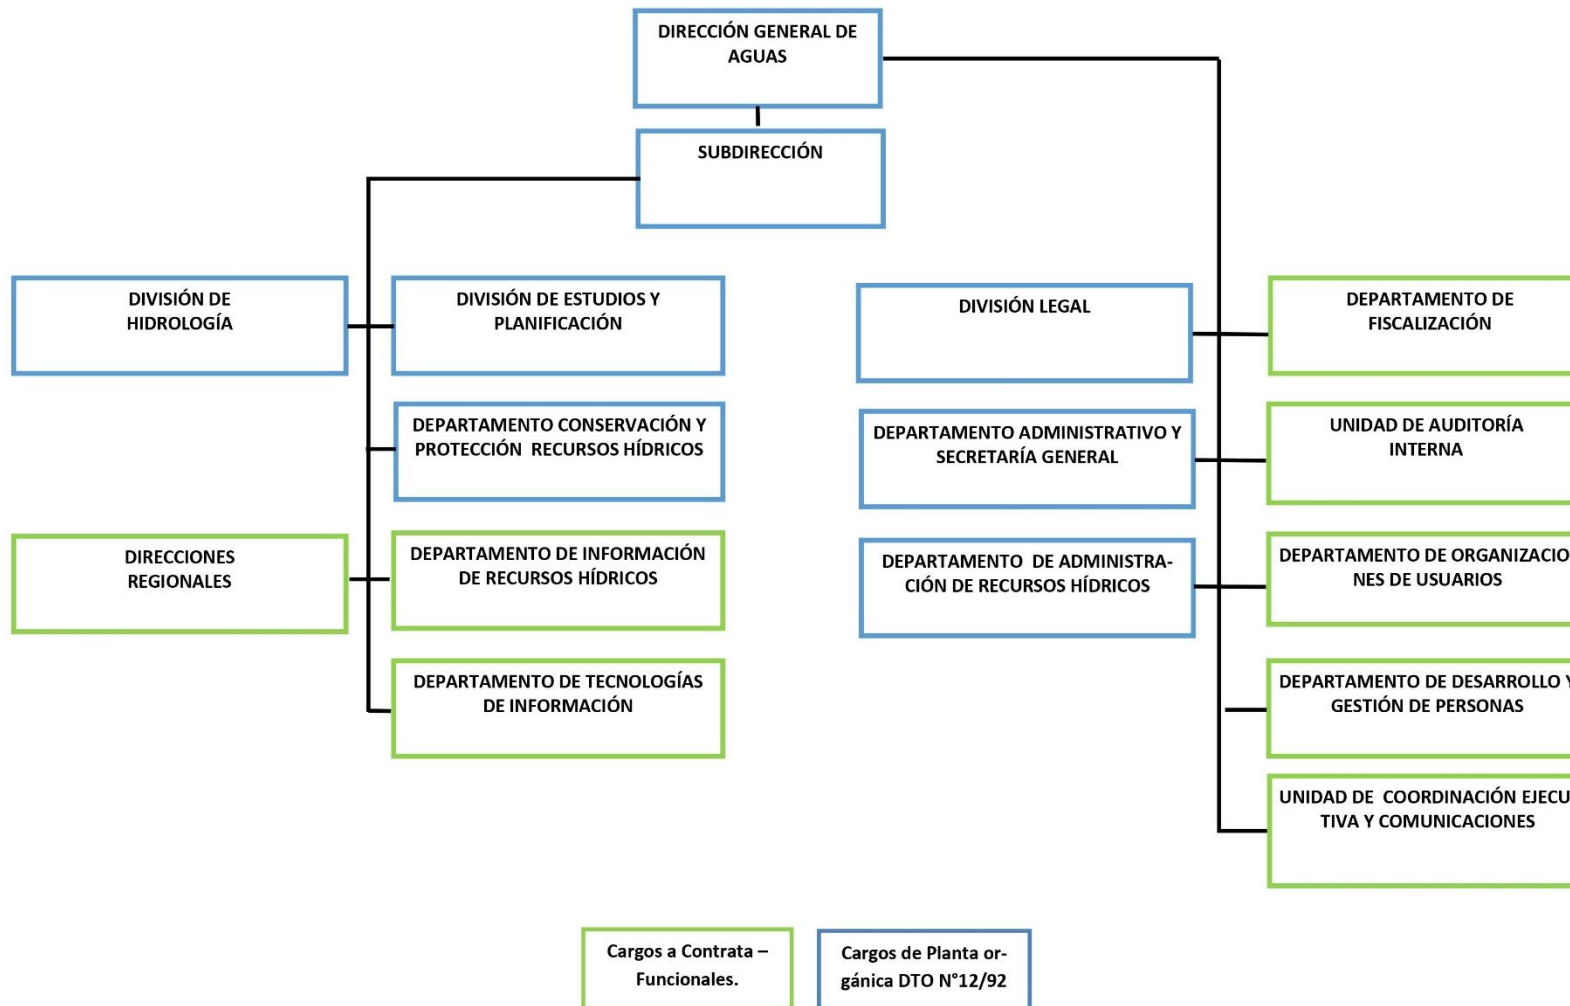 DIRECCIÓN GENERAL DE
AGUAS
SUBDIRECCIÓN
DIVISIÓN DE
HIDROLOGÍA
DIVISIÓN DE ESTUDIOS Y
PLANIFICACIÓN
DIVISIÓN LEGAL
DEPARTAMENTO DE
FISCALIZACIÓN
DEPARTAMENTO CONSERVACIÓN Y
PROTECCIÓN RECURSOS HÍDRICOS
DEPARTAMENTO ADMINISTRATIVO Y
SECRETARÍA GENERAL
UNIDAD DE AUDITORÍA
INTERNA
DIRECCIONES
REGIONALES
DEPARTAMENTO DE INFORMACIÓN
DE RECURSOS HÍDRICOS
DEPARTAMENTO DE ADMINISTRA-
CIÓN DE RECURSOS HÍDRICOS
DEPARTAMENTO DE ORGANIZACIO
NES DE USUARIOS
DEPARTAMENTO DE TECNOLOGÍAS
DE INFORMACIÓN
DEPARTAMENTO DE DESARROLLO Y
GESTIÓN DE PERSONAS
UNIDAD DE COORDINACIÓN EJECU
TIVA Y COMUNICACIONES
Cargos a Contrata –
Funcionales.
Cargos de Planta or-
gánica DTO N°12/92